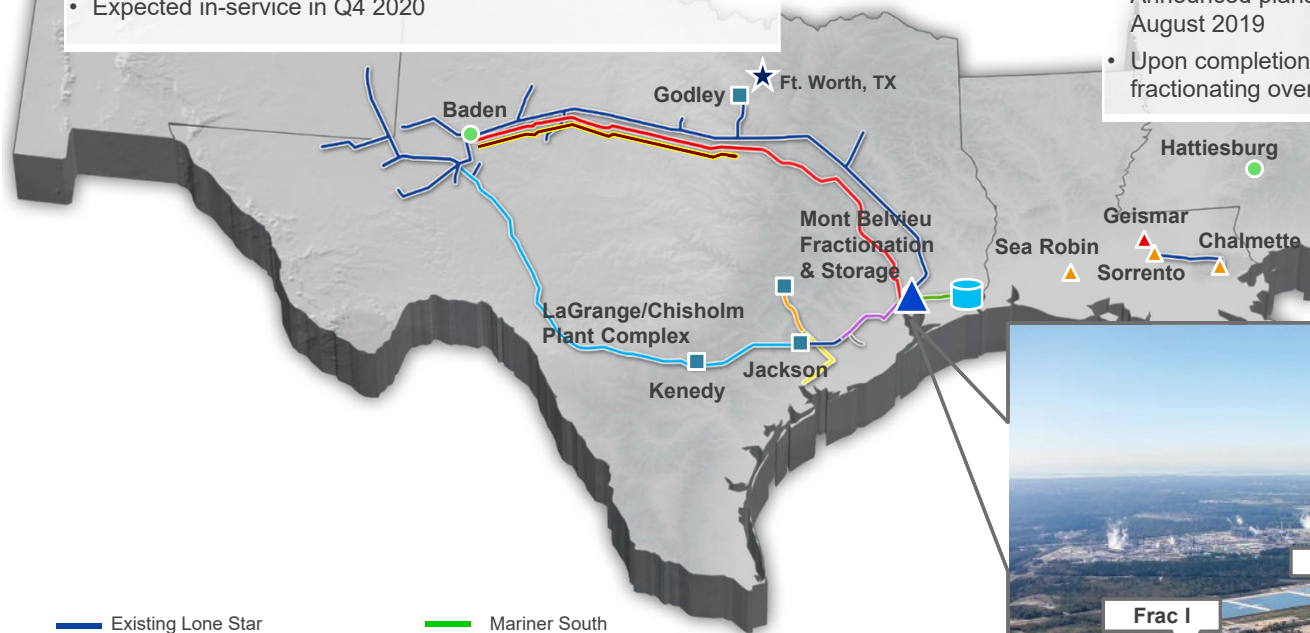 • Expected in-service in Q4 2020
August 2019
• Upon completion
fractionating over
Ft. Worth, TX
Godley
Baden
Hattiesburg
Geismar
Mont Belvieu
Fractionation
& Storage
Sea Robin
Chalmette
Sorrento
LaGrange/Chisholm
Plant Complex
Jackson
Kenedy
Frac I
Existing Lone Star
Mariner South